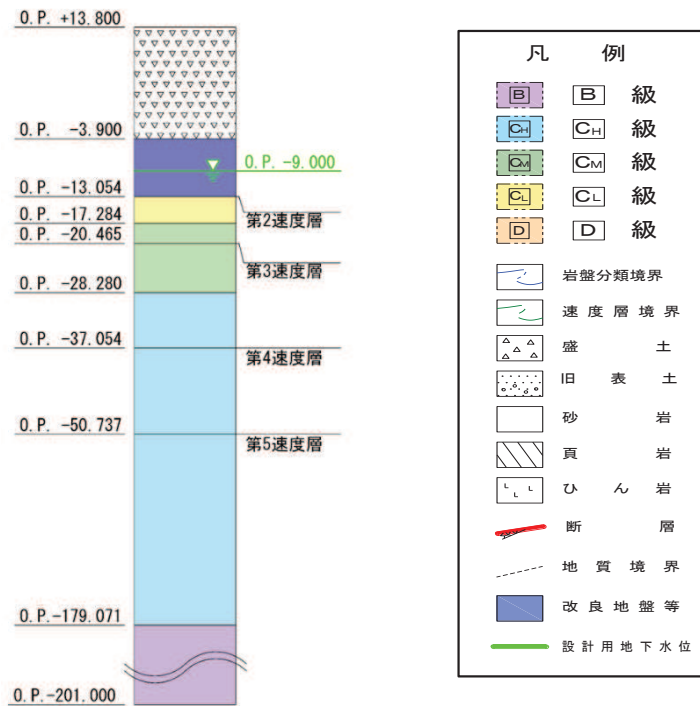 O.P. +13.800
O.P. -3.900
O.P. -9.000
O.P. -13.054
O.P. -17.284
第2速度層
O.P. -20.465
第3速度層
O.P. -28.280
O.P. -37.054
第4速度層
O.P. -50.737
第5速度層
O.P.-179.071
O.P.-201.000
凡 例
B B 級
CH CH 級
CM CM 級
CL CL 級
D D 級
岩盤分類境界
速度層境界
盛 土
旧 表 土
砂 岩
頁 岩
ひ ん 岩
断 層
地 質 境 界
改 良 地 盤 等
設 計 用 地 下 水 位